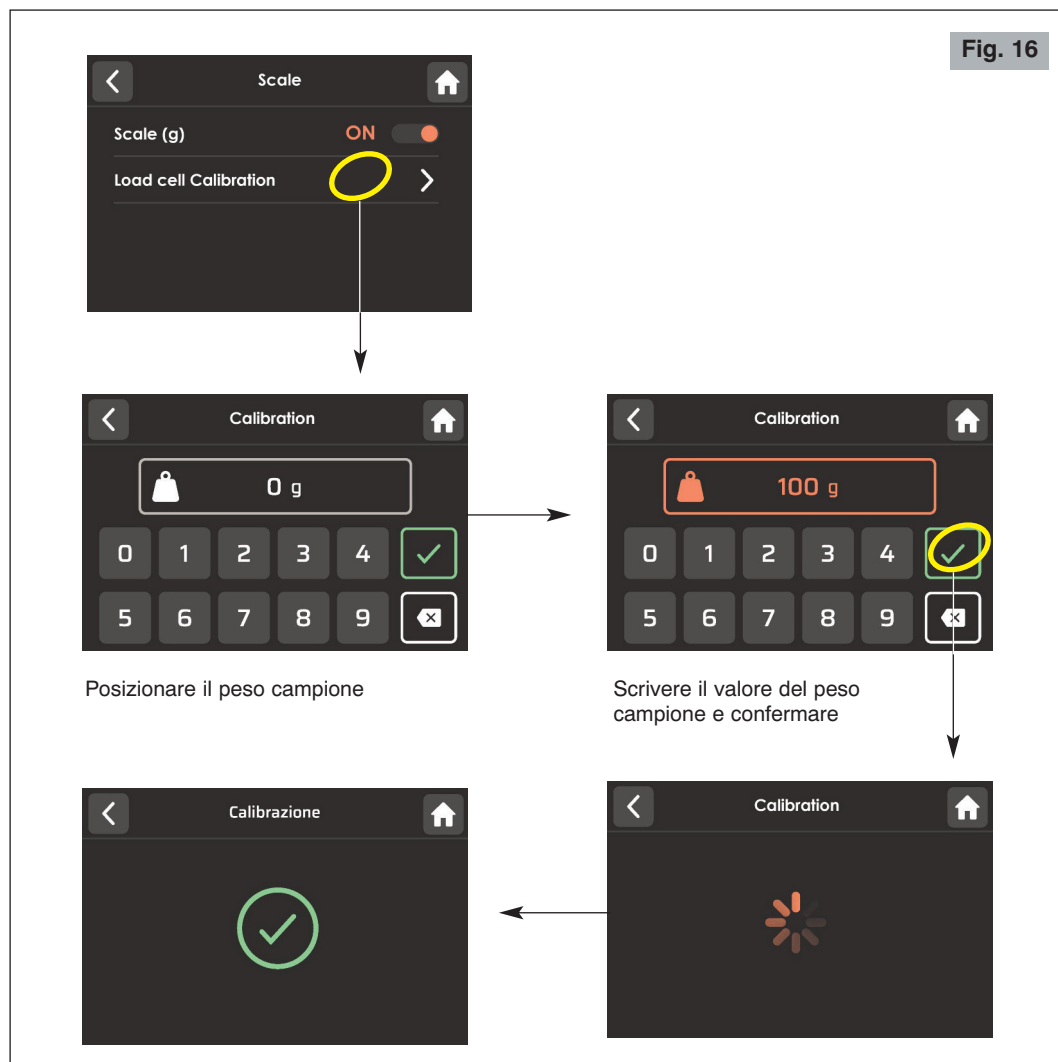 Fig. 16
Scale
Scale (g) ON
Load cell Calibration
Calibration
0 g
0 1 2 3 4
5 6 7 8 9
Posizionare il peso campione
Calibration
100 g
0 1 2 3 4
5 6 7 8 9
Scrivere il valore del peso
campione e confermare
Calibrazione
Calibration